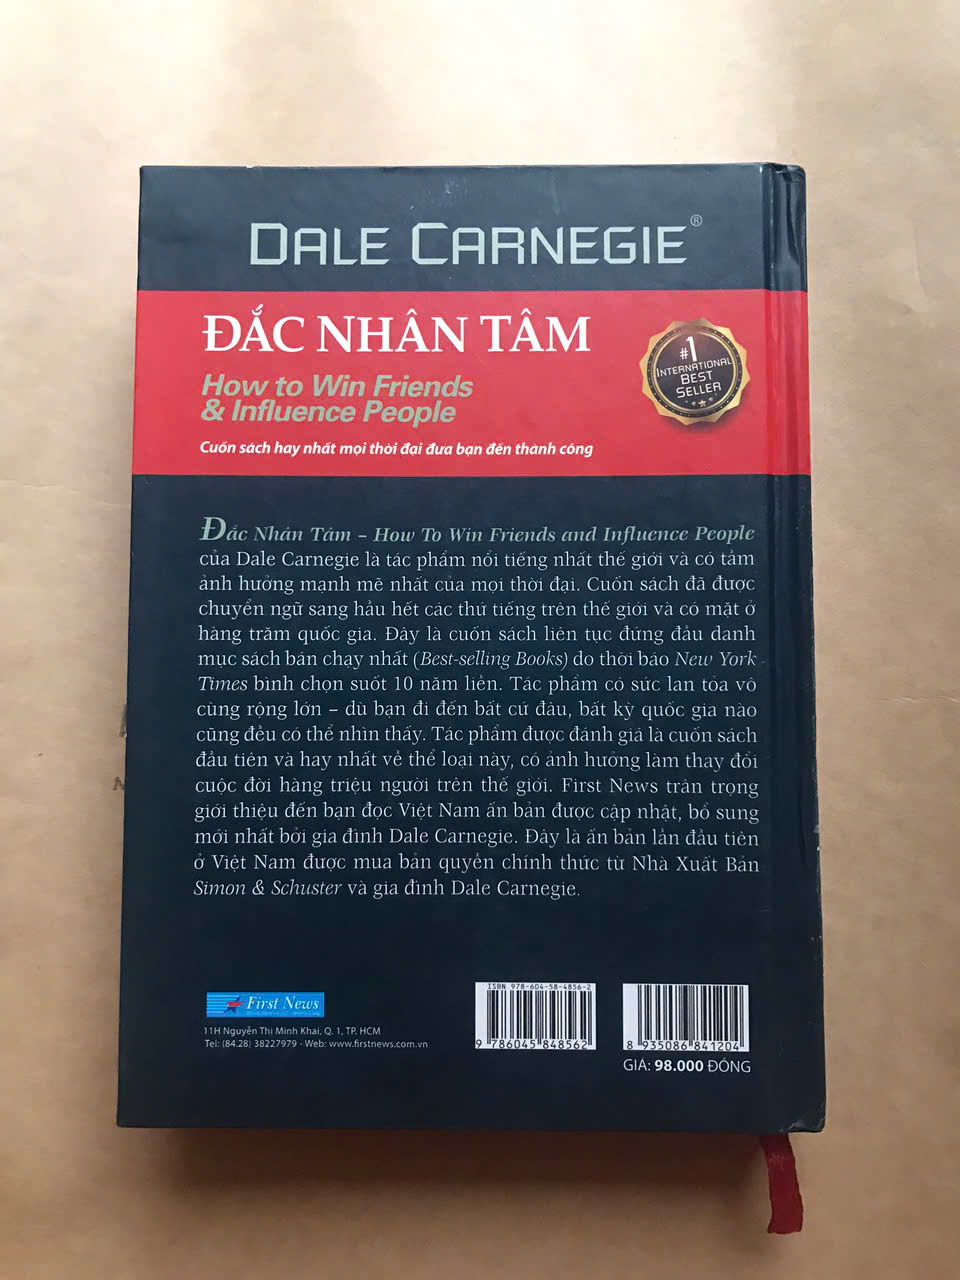 DALE CARNEGIE®
ĐẮC NHÂN TÂM
How to Win Friends
& Influence People
Cuốn sách hay nhất mọi thời đại đưa bạn đến thành công
#1
INTERNATIONAL
BEST
SELLER
Đắc Nhân Tâm – How To Win Friends and Influence People
của Dale Carnegie là tác phẩm nổi tiếng nhất thế giới và có tầm
ảnh hưởng mạnh mẽ nhất của mọi thời đại. Cuốn sách đã được
chuyển ngữ sang hầu hết các thứ tiếng trên thế giới và có mặt ở
hàng trăm quốc gia. Đây là cuốn sách liên tục đứng đầu danh
mục sách bán chạy nhất (Best-selling Books) do thời báo New York
Times bình chọn suốt 10 năm liền. Tác phẩm có sức lan tỏa vô
cùng rộng lớn – dù bạn đi đến bất cứ đâu, bất kỳ quốc gia nào
cũng đều có thể nhìn thấy. Tác phẩm được đánh giá là cuốn sách
đầu tiên và hay nhất về thể loại này, có ảnh hưởng làm thay đổi
cuộc đời hàng triệu người trên thế giới. First News trân trọng
giới thiệu đến bạn đọc Việt Nam ấn bản được cập nhật, bổ sung
mới nhất bởi gia đình Dale Carnegie. Đây là ấn bản lần đầu tiên
ở Việt Nam được mua bản quyền chính thức từ Nhà Xuất Bản
Simon & Schuster và gia đình Dale Carnegie.
First News
11H Nguyễn Thị Minh Khai, Q. 1, TP. HCM
Tel: (84.28) 38227979 - Web: www.firstnews.com.vn
ISBN 978-604-58-4856-2
9 786045 848562
8 935086 841204
GIÁ: 98.000 ĐỒNG